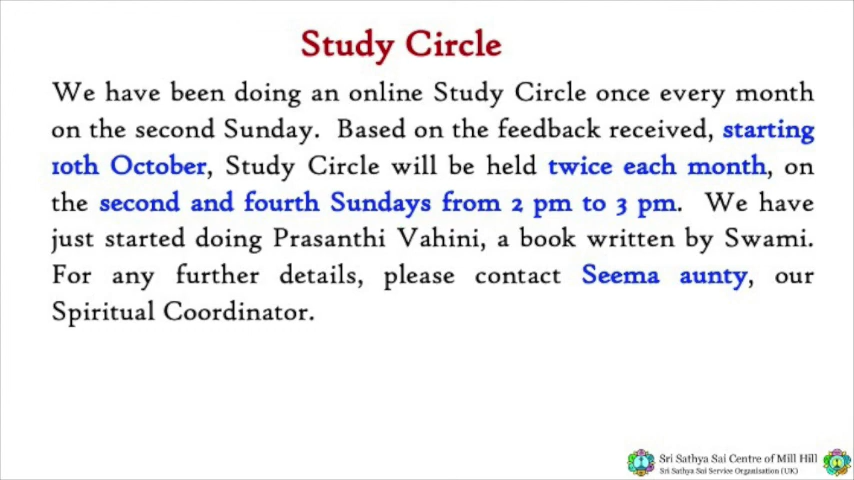 Study Circle
We have been doing an online Study Circle once every month
on the second Sunday. Based on the feedback received, starting
10th October, Study Circle will be held twice each month, on
the second and fourth Sundays from 2 pm to 3 pm. We have
just started doing Prasanthi Vahini, a book written by Swami.
For any further details, please contact Seema aunty, our
Spiritual Coordinator.
Sri Sathya Sai Centre of Mill Hill
Sri Sathya Sai Service Organisation (UK)